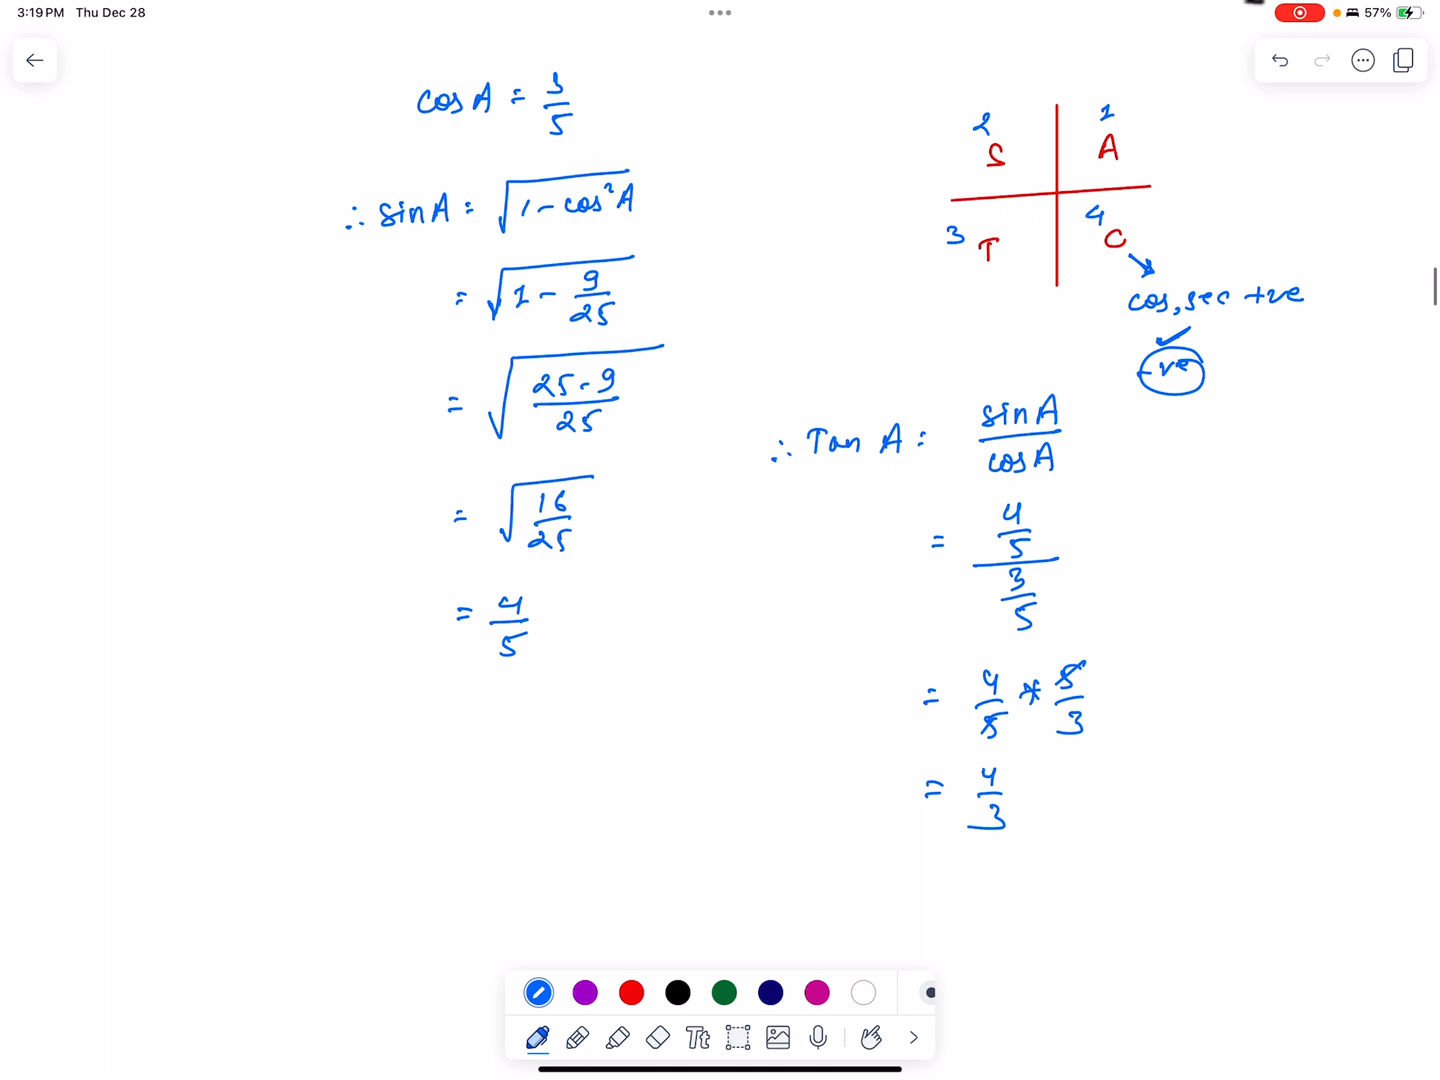 3:19 PM Thu Dec 28
57%
cos A = 3/5
∴ sin A = √(1 - cos²A)
= √(1 - 9/25)
= √((25 - 9)/25)
= √(16/25)
= 4/5
2 1
S A
3 4
T C
cos, sec +ve
-ve
∴ Tan A = sin A / cos A
= (4/5) / (3/5)
= 4/5 * 5/3
= 4/3
Tt